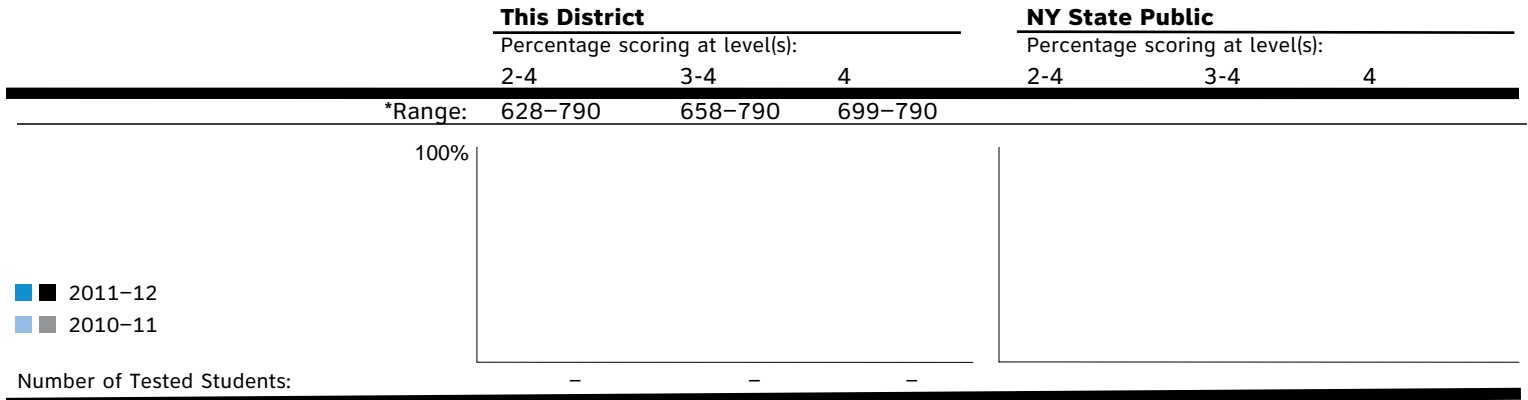 This District NY State Public
Percentage scoring at level(s): Percentage scoring at level(s):
2-4 3-4 4 2-4 3-4 4
*Range: 628–790 658–790 699–790
100%
2011–12
2010–11
Number of Tested Students: – – –